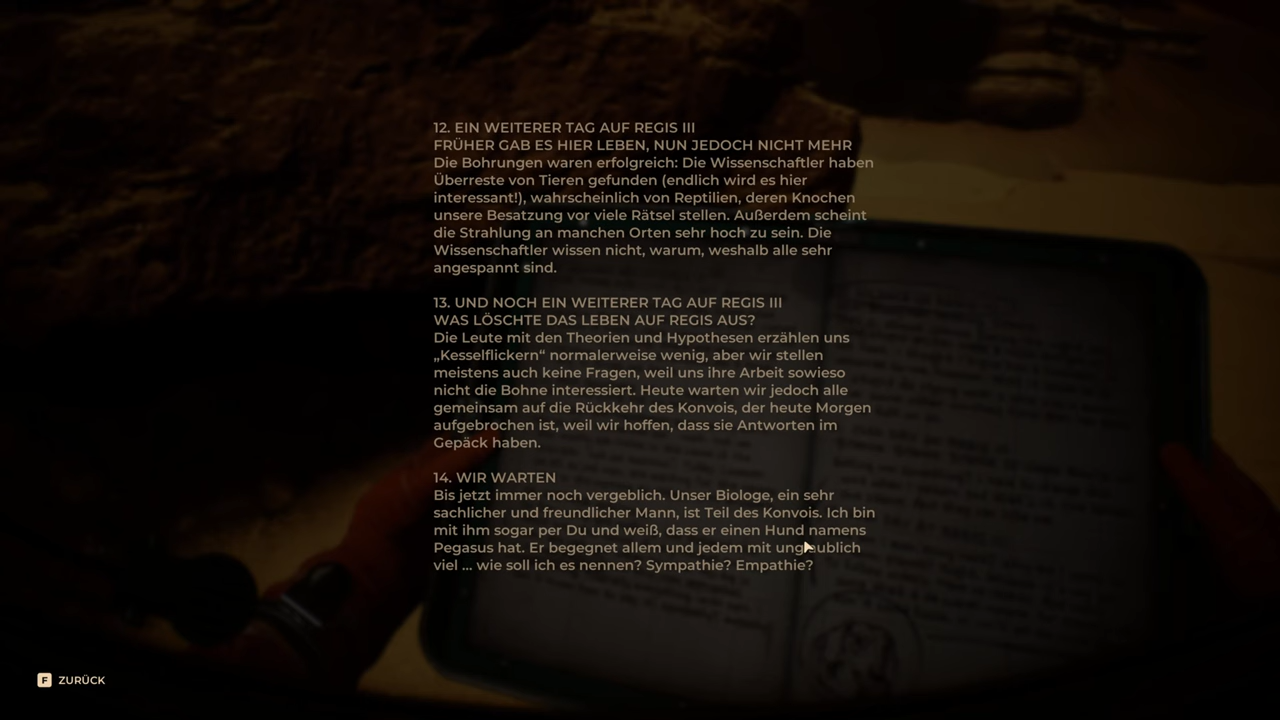 12. EIN WEITERER TAG AUF REGIS III
FRÜHER GAB ES HIER LEBEN, NUN JEDOCH NICHT MEHR
Die Bohrungen waren erfolgreich: Die Wissenschaftler haben
Überreste von Tieren gefunden (endlich wird es hier
interessant!), wahrscheinlich von Reptilien, deren Knochen
unsere Besatzung vor viele Rätsel stellen. Außerdem scheint
die Strahlung an manchen Orten sehr hoch zu sein. Die
Wissenschaftler wissen nicht, warum, weshalb alle sehr
angespannt sind.
13. UND NOCH EIN WEITERER TAG AUF REGIS III
WAS LÖSCHTE DAS LEBEN AUF REGIS AUS?
Die Leute mit den Theorien und Hypothesen erzählen uns
„Kesselflickern“ normalerweise wenig, aber wir stellen
meistens auch keine Fragen, weil uns ihre Arbeit sowieso
nicht die Bohne interessiert. Heute warten wir jedoch alle
gemeinsam auf die Rückkehr des Konvois, der heute Morgen
aufgebrochen ist, weil wir hoffen, dass sie Antworten im
Gepäck haben.
14. WIR WARTEN
Bis jetzt immer noch vergeblich. Unser Biologe, ein sehr
sachlicher und freundlicher Mann, ist Teil des Konvois. Ich bin
mit ihm sogar per Du und weiß, dass er einen Hund namens
Pegasus hat. Er begegnet allem und jedem mit unglaublich
viel ... wie soll ich es nennen? Sympathie? Empathie?
F ZURÜCK